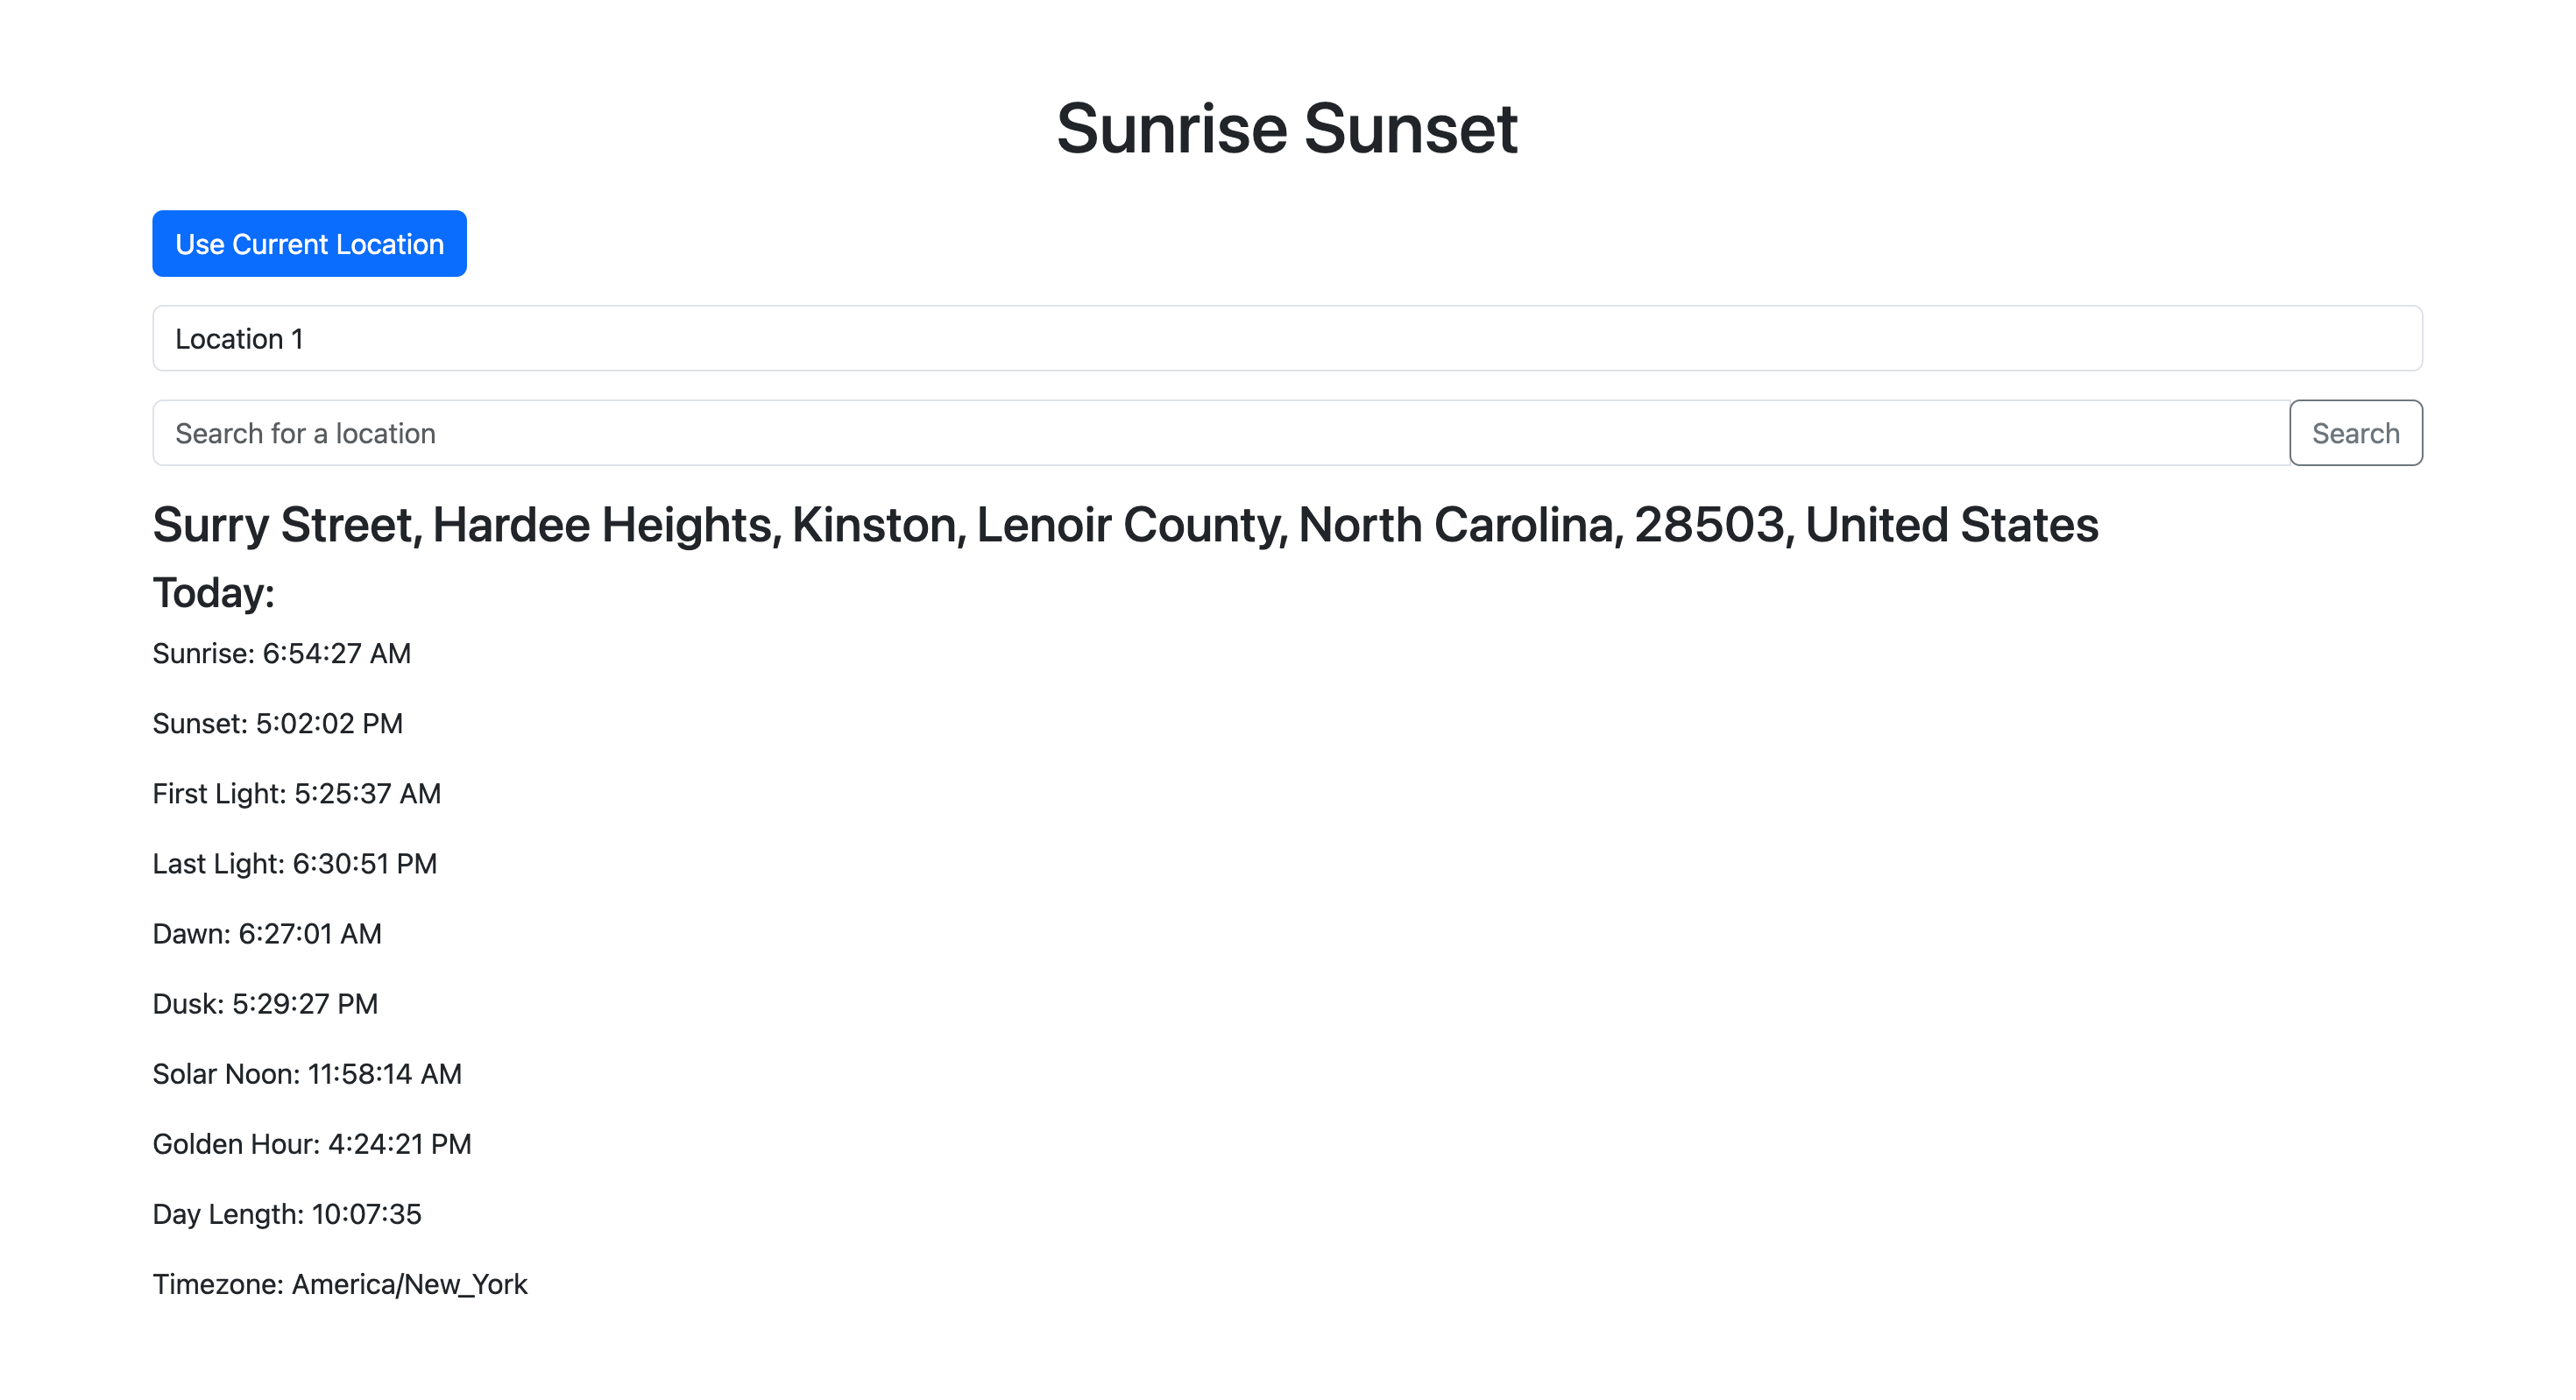 Sunrise Sunset
Use Current Location
Location 1
Search for a location
Search
Surry Street, Hardee Heights, Kinston, Lenoir County, North Carolina, 28503, United States
Today:
Sunrise: 6:54:27 AM
Sunset: 5:02:02 PM
First Light: 5:25:37 AM
Last Light: 6:30:51 PM
Dawn: 6:27:01 AM
Dusk: 5:29:27 PM
Solar Noon: 11:58:14 AM
Golden Hour: 4:24:21 PM
Day Length: 10:07:35
Timezone: America/New_York